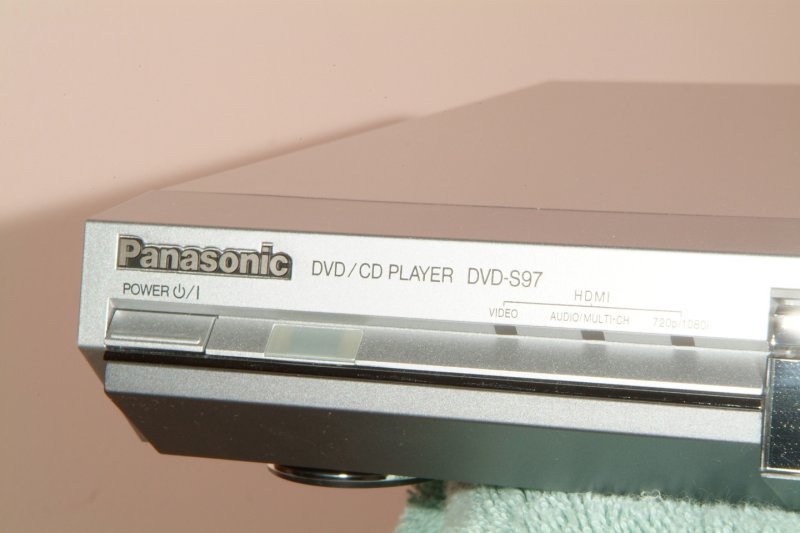 Panasonic DVD/CD PLAYER DVD-S97
POWER ⏻/I
HDMI
VIDEO AUDIO/MULTI-CH 720p/1080i